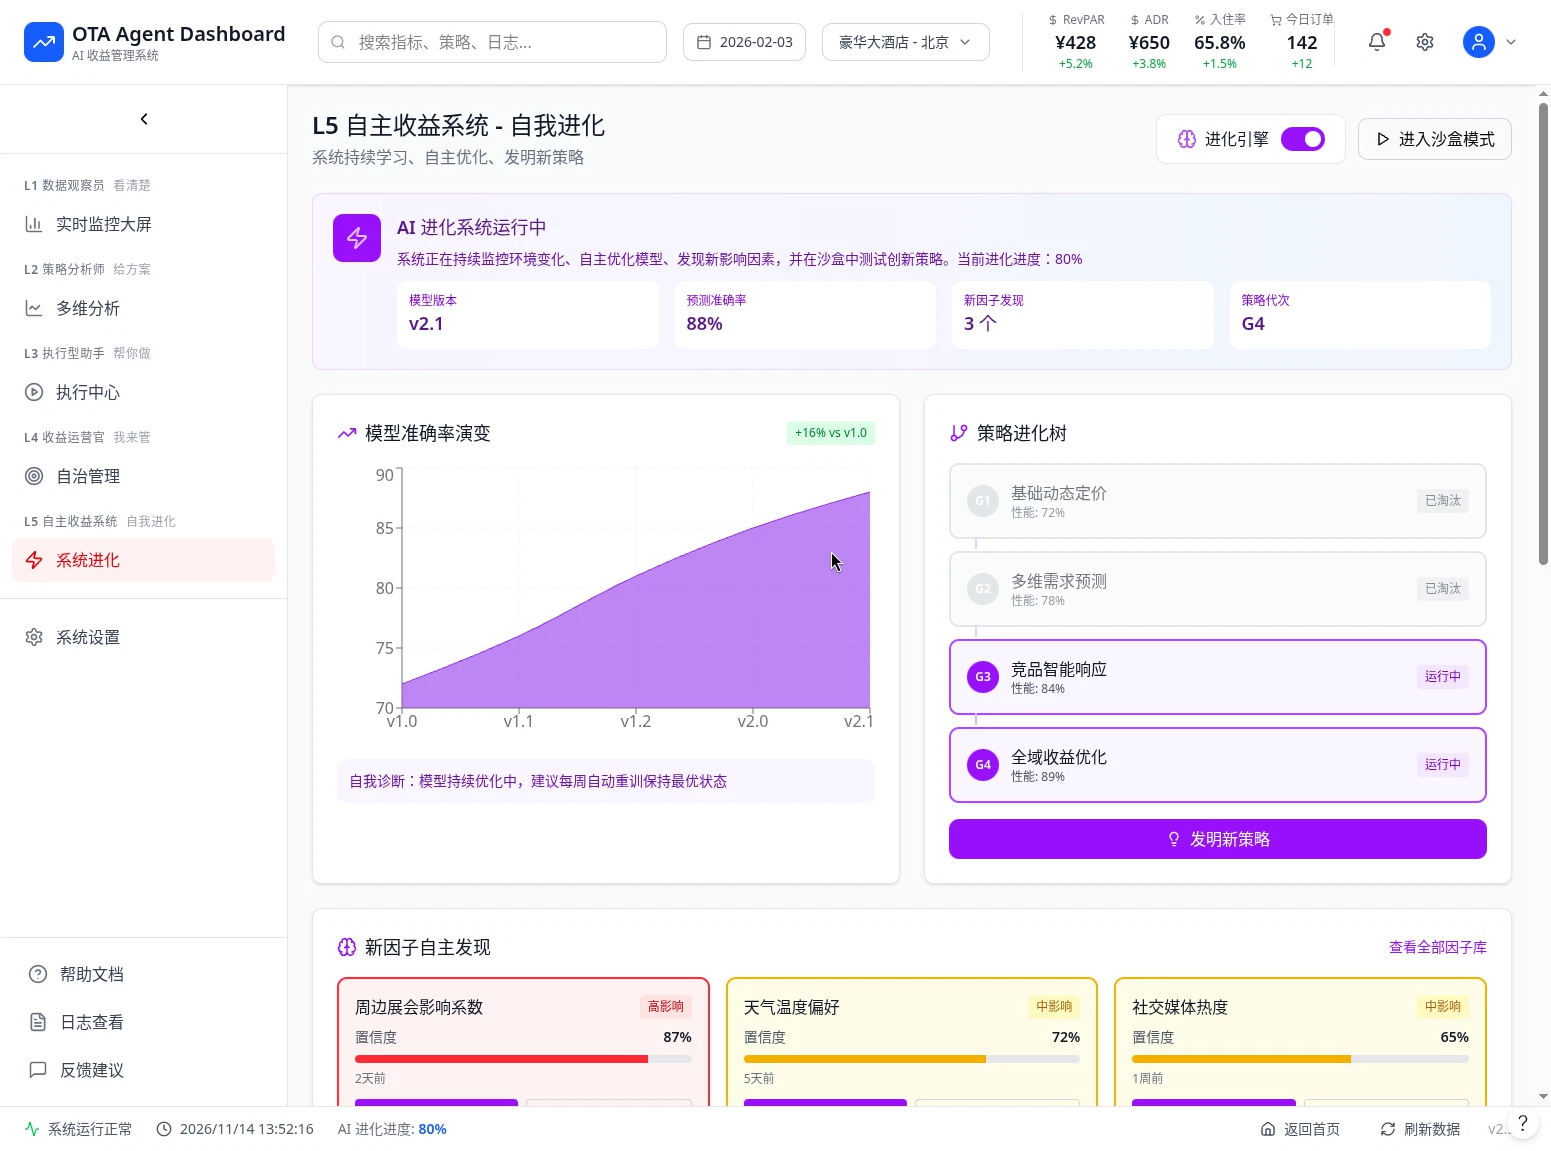 OTA Agent Dashboard
AI 收益管理系统
搜索指标、策略、日志...
2026-02-03
豪华大酒店 - 北京
RevPAR
¥428
+5.2%
ADR
¥650
+3.8%
入住率
65.8%
+1.5%
今日订单
142
+12
L1 数据观察员 看清楚
实时监控大屏
L2 策略分析师 给方案
多维分析
L3 执行型助手 帮你做
执行中心
L4 收益运营官 我来管
自治管理
L5 自主收益系统 自我进化
系统进化
系统设置
帮助文档
日志查看
反馈建议
L5 自主收益系统 - 自我进化
系统持续学习、自主优化、发明新策略
进化引擎
进入沙盒模式
AI 进化系统运行中
系统正在持续监控环境变化、自主优化模型、发现新影响因素，并在沙盒中测试创新策略。当前进化进度：80%
模型版本
v2.1
预测准确率
88%
新因子发现
3 个
策略代次
G4
模型准确率演变
+16% vs v1.0
90
85
80
75
70
v1.0 v1.1 v1.2 v2.0 v2.1
自我诊断：模型持续优化中，建议每周自动重训保持最优状态
策略进化树
G1 基础动态定价 已淘汰
性能: 72%
G2 多维需求预测 已淘汰
性能: 78%
G3 竞品智能响应 运行中
性能: 84%
G4 全域收益优化 运行中
性能: 89%
发明新策略
新因子自主发现
查看全部因子库
周边展会影响系数 高影响
置信度 87%
2天前
天气温度偏好 中影响
置信度 72%
5天前
社交媒体热度 中影响
置信度 65%
1周前
系统运行正常
2026/11/14 13:52:16
AI 进化进度: 80%
返回首页
刷新数据
v2.
?